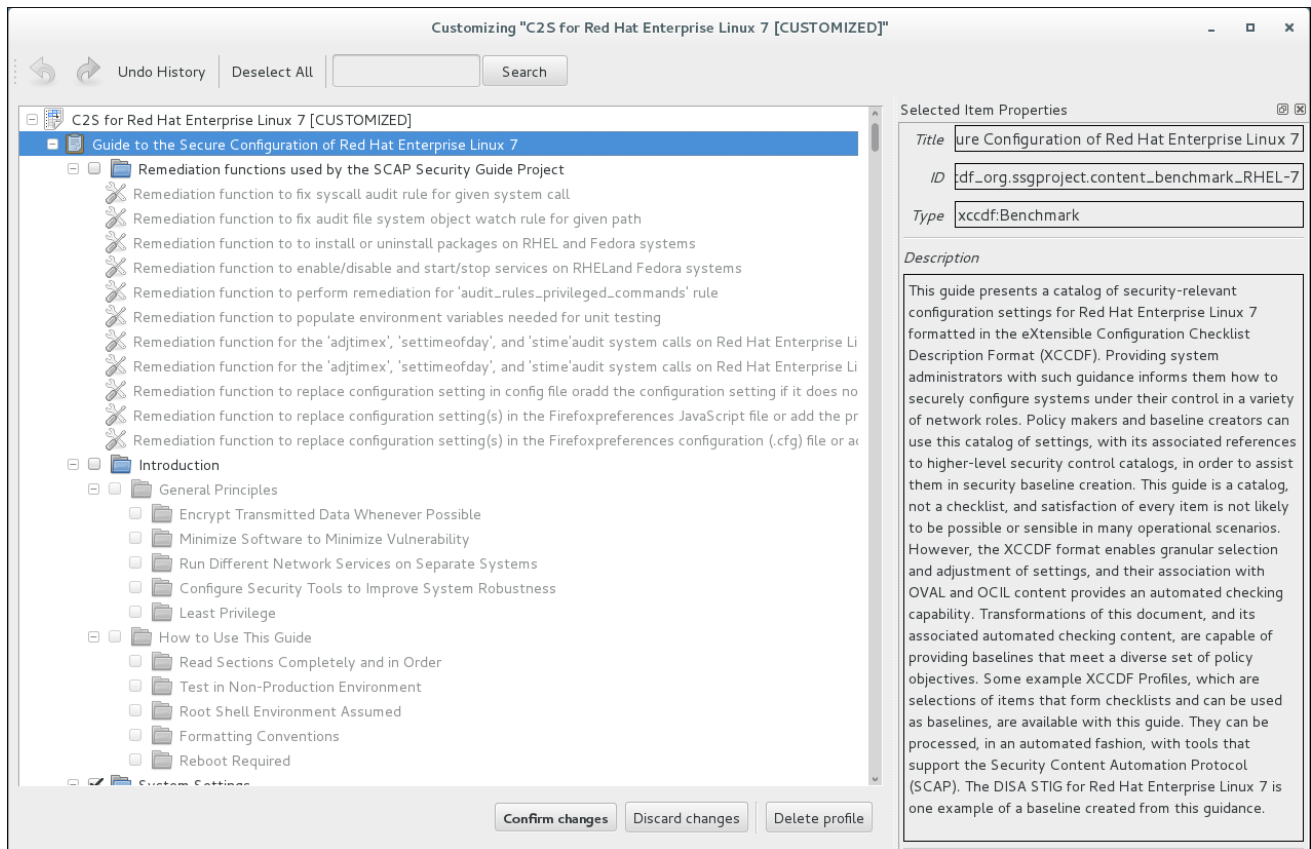 Customizing "C2S for Red Hat Enterprise Linux 7 [CUSTOMIZED]"
Undo History
Deselect All
Search
C2S for Red Hat Enterprise Linux 7 [CUSTOMIZED]
Guide to the Secure Configuration of Red Hat Enterprise Linux 7
Remediation functions used by the SCAP Security Guide Project
Remediation function to fix syscall audit rule for given system call
Remediation function to fix audit file system object watch rule for given path
Remediation function to to install or uninstall packages on RHEL and Fedora systems
Remediation function to enable/disable and start/stop services on RHELand Fedora systems
Remediation function to perform remediation for 'audit_rules_privileged_commands' rule
Remediation function to populate environment variables needed for unit testing
Remediation function for the 'adjtimex', 'settimeofday', and 'stime'audit system calls on Red Hat Enterprise Li
Remediation function for the 'adjtimex', 'settimeofday', and 'stime'audit system calls on Red Hat Enterprise Li
Remediation function to replace configuration setting in config file oradd the configuration setting if it does no
Remediation function to replace configuration setting(s) in the Firefoxpreferences JavaScript file or add the pr
Remediation function to replace configuration setting(s) in the Firefoxpreferences configuration (.cfg) file or ac
Introduction
General Principles
Encrypt Transmitted Data Whenever Possible
Minimize Software to Minimize Vulnerability
Run Different Network Services on Separate Systems
Configure Security Tools to Improve System Robustness
Least Privilege
How to Use This Guide
Read Sections Completely and in Order
Test in Non-Production Environment
Root Shell Environment Assumed
Formatting Conventions
Reboot Required
System Settings
Confirm changes
Discard changes
Delete profile
Selected Item Properties
Title ure Configuration of Red Hat Enterprise Linux 7
ID cdf_org.ssgproject.content_benchmark_RHEL-7
Type xccdf:Benchmark
Description
This guide presents a catalog of security-relevant
configuration settings for Red Hat Enterprise Linux 7
formatted in the eXtensible Configuration Checklist
Description Format (XCCDF). Providing system
administrators with such guidance informs them how to
securely configure systems under their control in a variety
of network roles. Policy makers and baseline creators can
use this catalog of settings, with its associated references
to higher-level security control catalogs, in order to assist
them in security baseline creation. This guide is a catalog,
not a checklist, and satisfaction of every item is not likely
to be possible or sensible in many operational scenarios.
However, the XCCDF format enables granular selection
and adjustment of settings, and their association with
OVAL and OCIL content provides an automated checking
capability. Transformations of this document, and its
associated automated checking content, are capable of
providing baselines that meet a diverse set of policy
objectives. Some example XCCDF Profiles, which are
selections of items that form checklists and can be used
as baselines, are available with this guide. They can be
processed, in an automated fashion, with tools that
support the Security Content Automation Protocol
(SCAP). The DISA STIG for Red Hat Enterprise Linux 7 is
one example of a baseline created from this guidance.